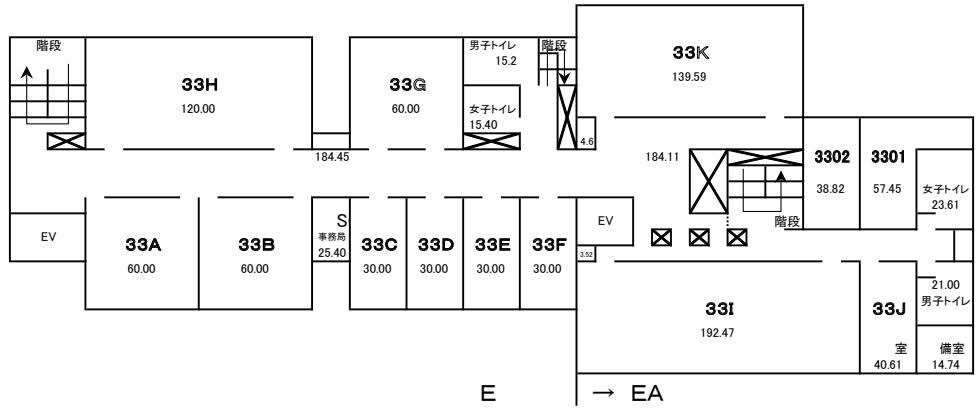 階段
33H
120.00
33G
60.00
男子トイレ
15.2
階段
女子トイレ
15.40
33K
139.59
4.6
184.45
184.11
3302
38.82
3301
57.45
女子トイレ
23.61
階段
EV
33A
60.00
33B
60.00
S
事務局
25.40
33C
30.00
33D
30.00
33E
30.00
33F
30.00
EV
3.52
33I
192.47
33J
室
40.61
21.00
男子トイレ
備室
14.74
E → EA